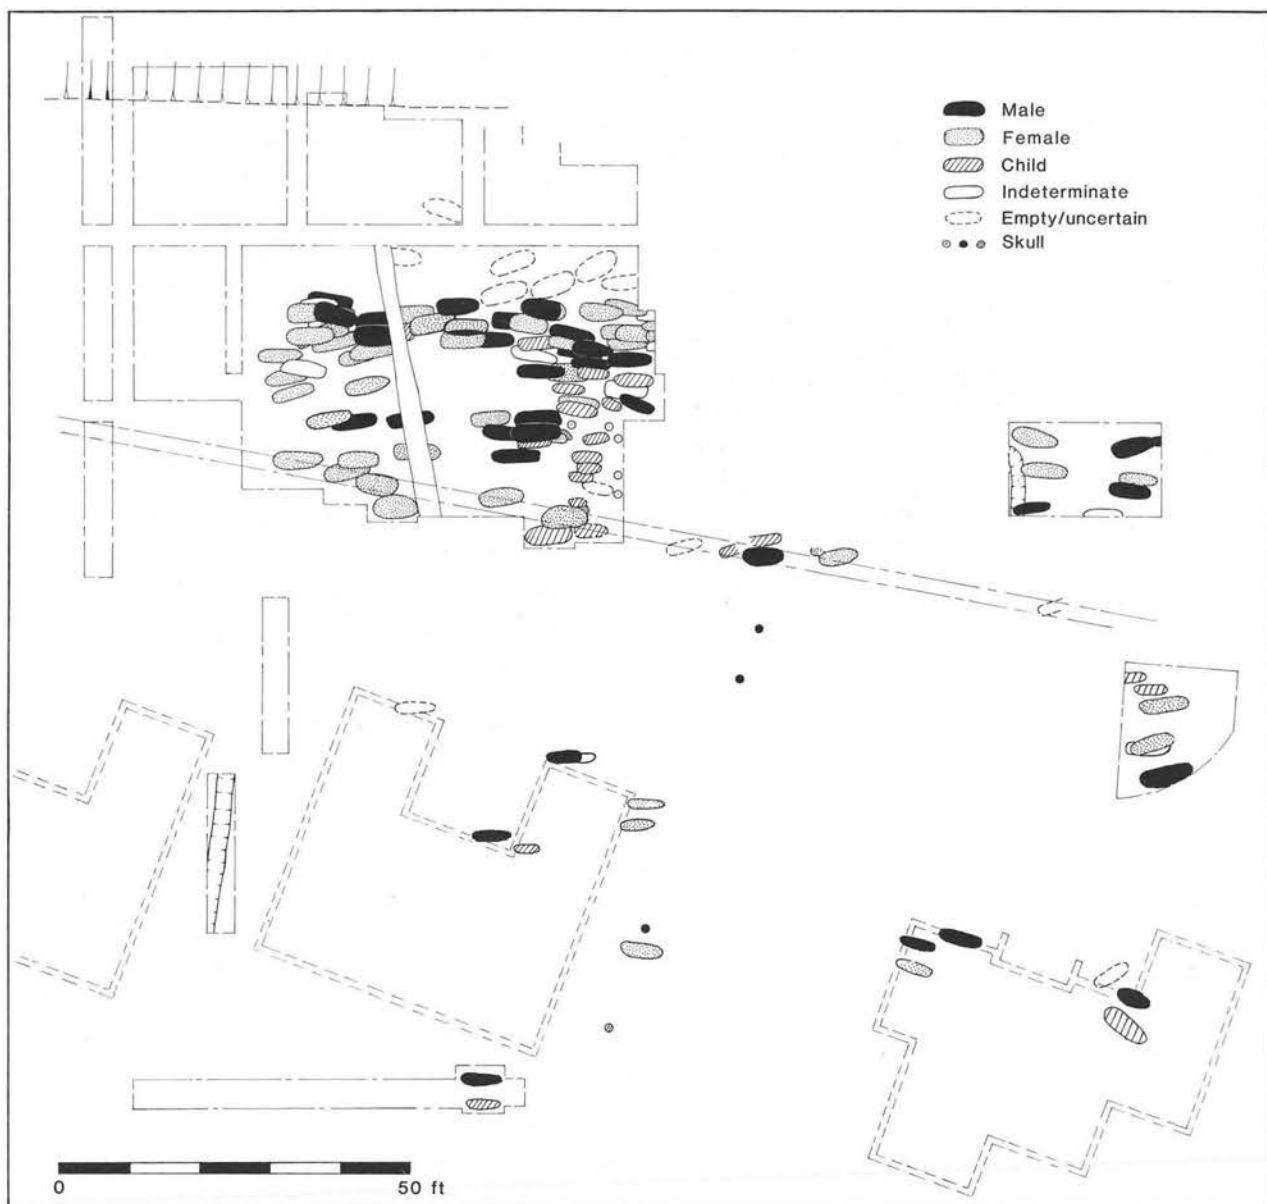 Male
Female
Child
Indeterminate
Empty/uncertain
Skull
0 50 ft